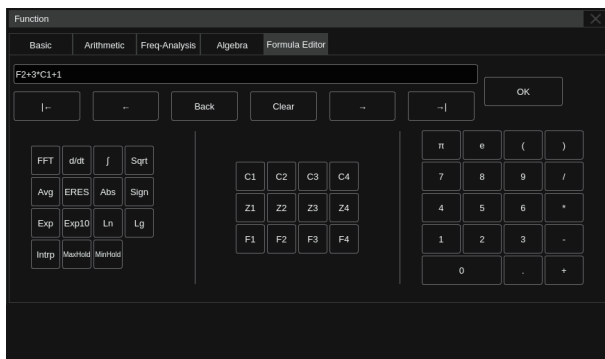 Function
Basic Arithmetic Freq-Analysis Algebra Formula Editor
F2+3*C1+1
OK
|← ← Back Clear → →|
π e ( )
FFT d/dt ∫ Sqrt
C1 C2 C3 C4
7 8 9 /
Avg ERES Abs Sign
Z1 Z2 Z3 Z4
4 5 6 *
Exp Exp10 Ln Lg
F1 F2 F3 F4
1 2 3 -
Intrp MaxHold MinHold
0 . +